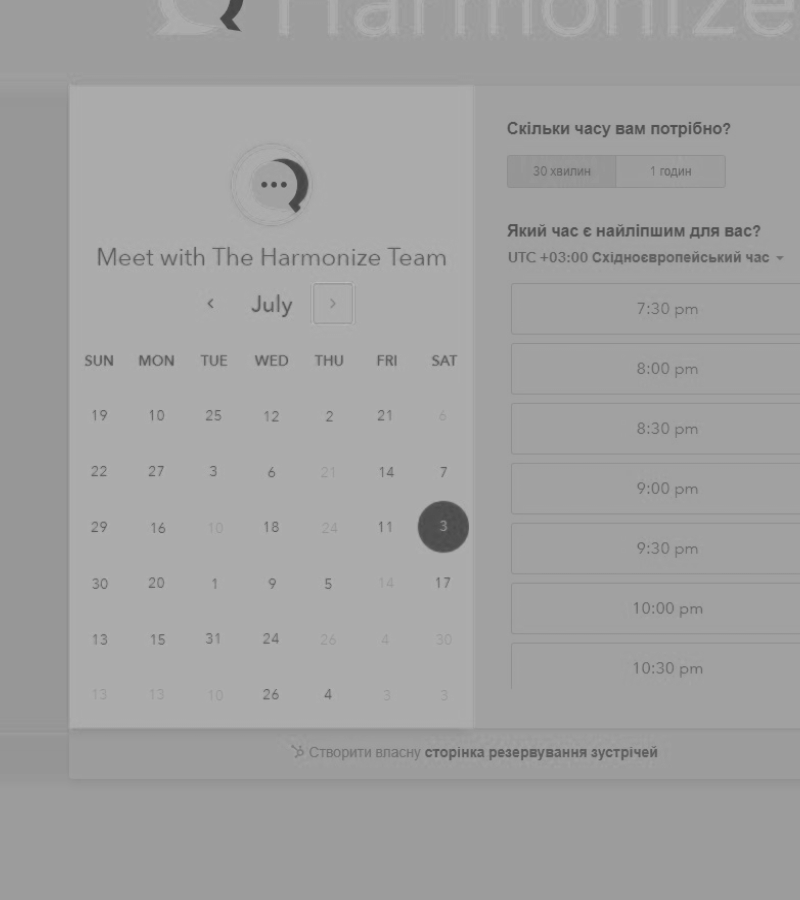 Harmonize
Meet with The Harmonize Team
July
SUN MON TUE WED THU FRI SAT
19 10 25 12 2 21 6
22 27 3 6 21 14 7
29 16 10 18 24 11 3
30 20 1 9 5 14 17
13 15 31 24 26 4 30
13 13 10 26 4 3 3
Скільки часу вам потрібно?
30 хвилин 1 годин
Який час є найліпшим для вас?
UTC +03:00 Східноєвропейський час
7:30 pm
8:00 pm
8:30 pm
9:00 pm
9:30 pm
10:00 pm
10:30 pm
Створити власну сторінка резервування зустрічей